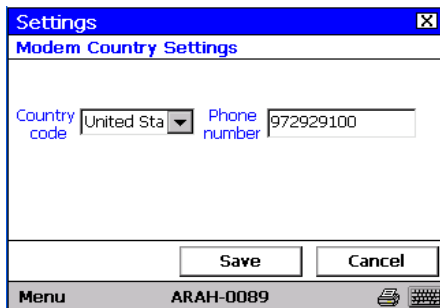 Settings
Modem Country Settings
Country code United Sta Phone number 972929100
Save Cancel
Menu ARAH-0089